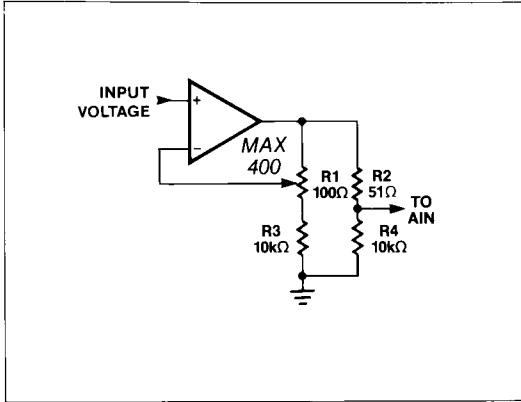 INPUT
VOLTAGE
+
−
MAX
400
R1
100Ω
R2
51Ω
TO
AIN
R3
10kΩ
R4
10kΩ